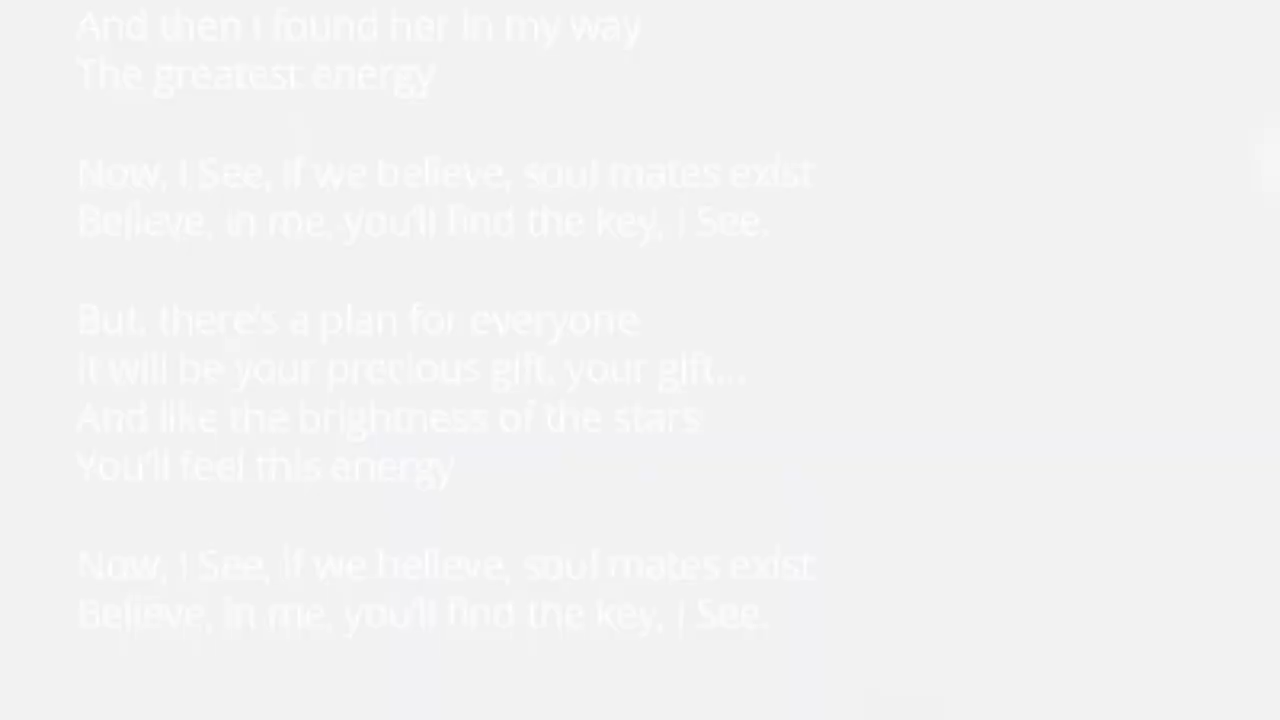 And then I found her in my way
The greatest energy
Now, I See, if we believe, soul mates exist
Believe, in me, you'll find the key, I See.
But, there's a plan for everyone
it will be your precious gift, your gift...
And like the brightness of the stars
You'll feel this energy
Now, I See, if we believe, soul mates exist
Believe, in me, you'll find the key, I See.